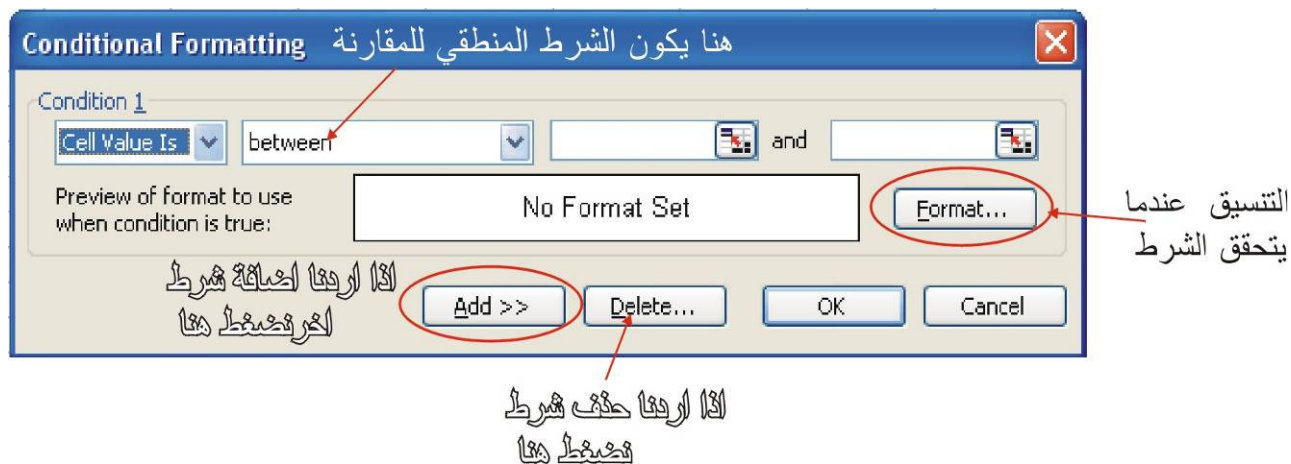 Conditional Formatting هنا يكون الشرط المنطقي للمقارنة
Condition 1
Cell Value Is between and
Preview of format to use
when condition is true:
No Format Set
Format...
التنسيق عندما
يتحقق الشرط
اذا اردنا اضافة شرط
اخر نضغط هنا
Add >> Delete... OK Cancel
اذا اردنا حذف شرط
نضغط هنا